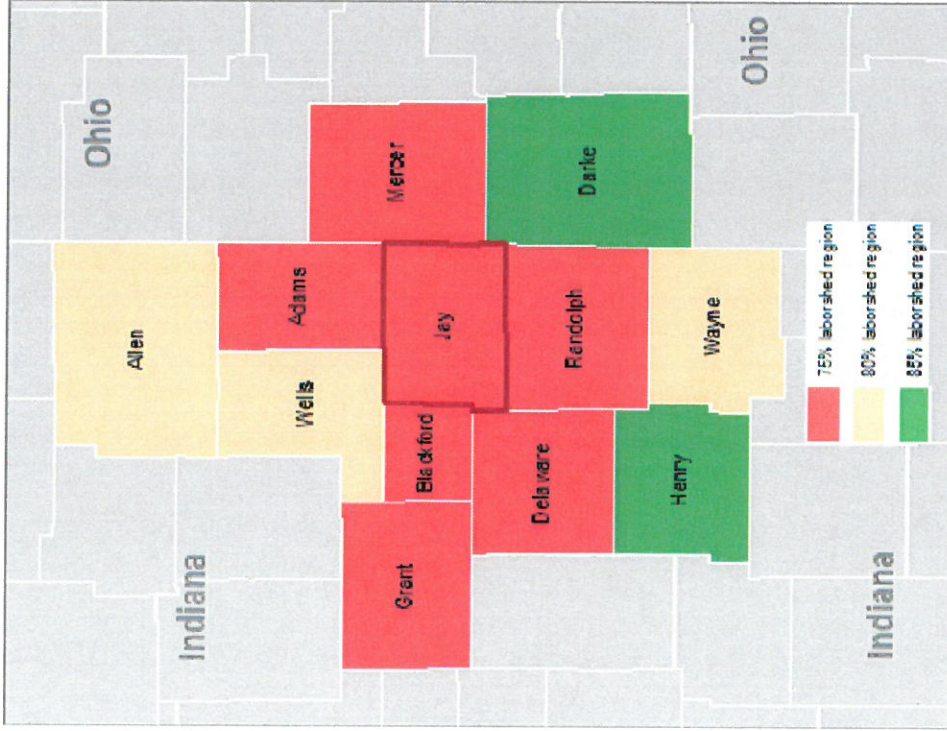 Ohio
Allen
Adams
Wells
Indiana
Mercer
Jay
Blackford
Grant
Darke
Randolph
Delaware
Wayne
Henry
Ohio
Indiana
75% laborshed region
80% laborshed region
85% laborshed region